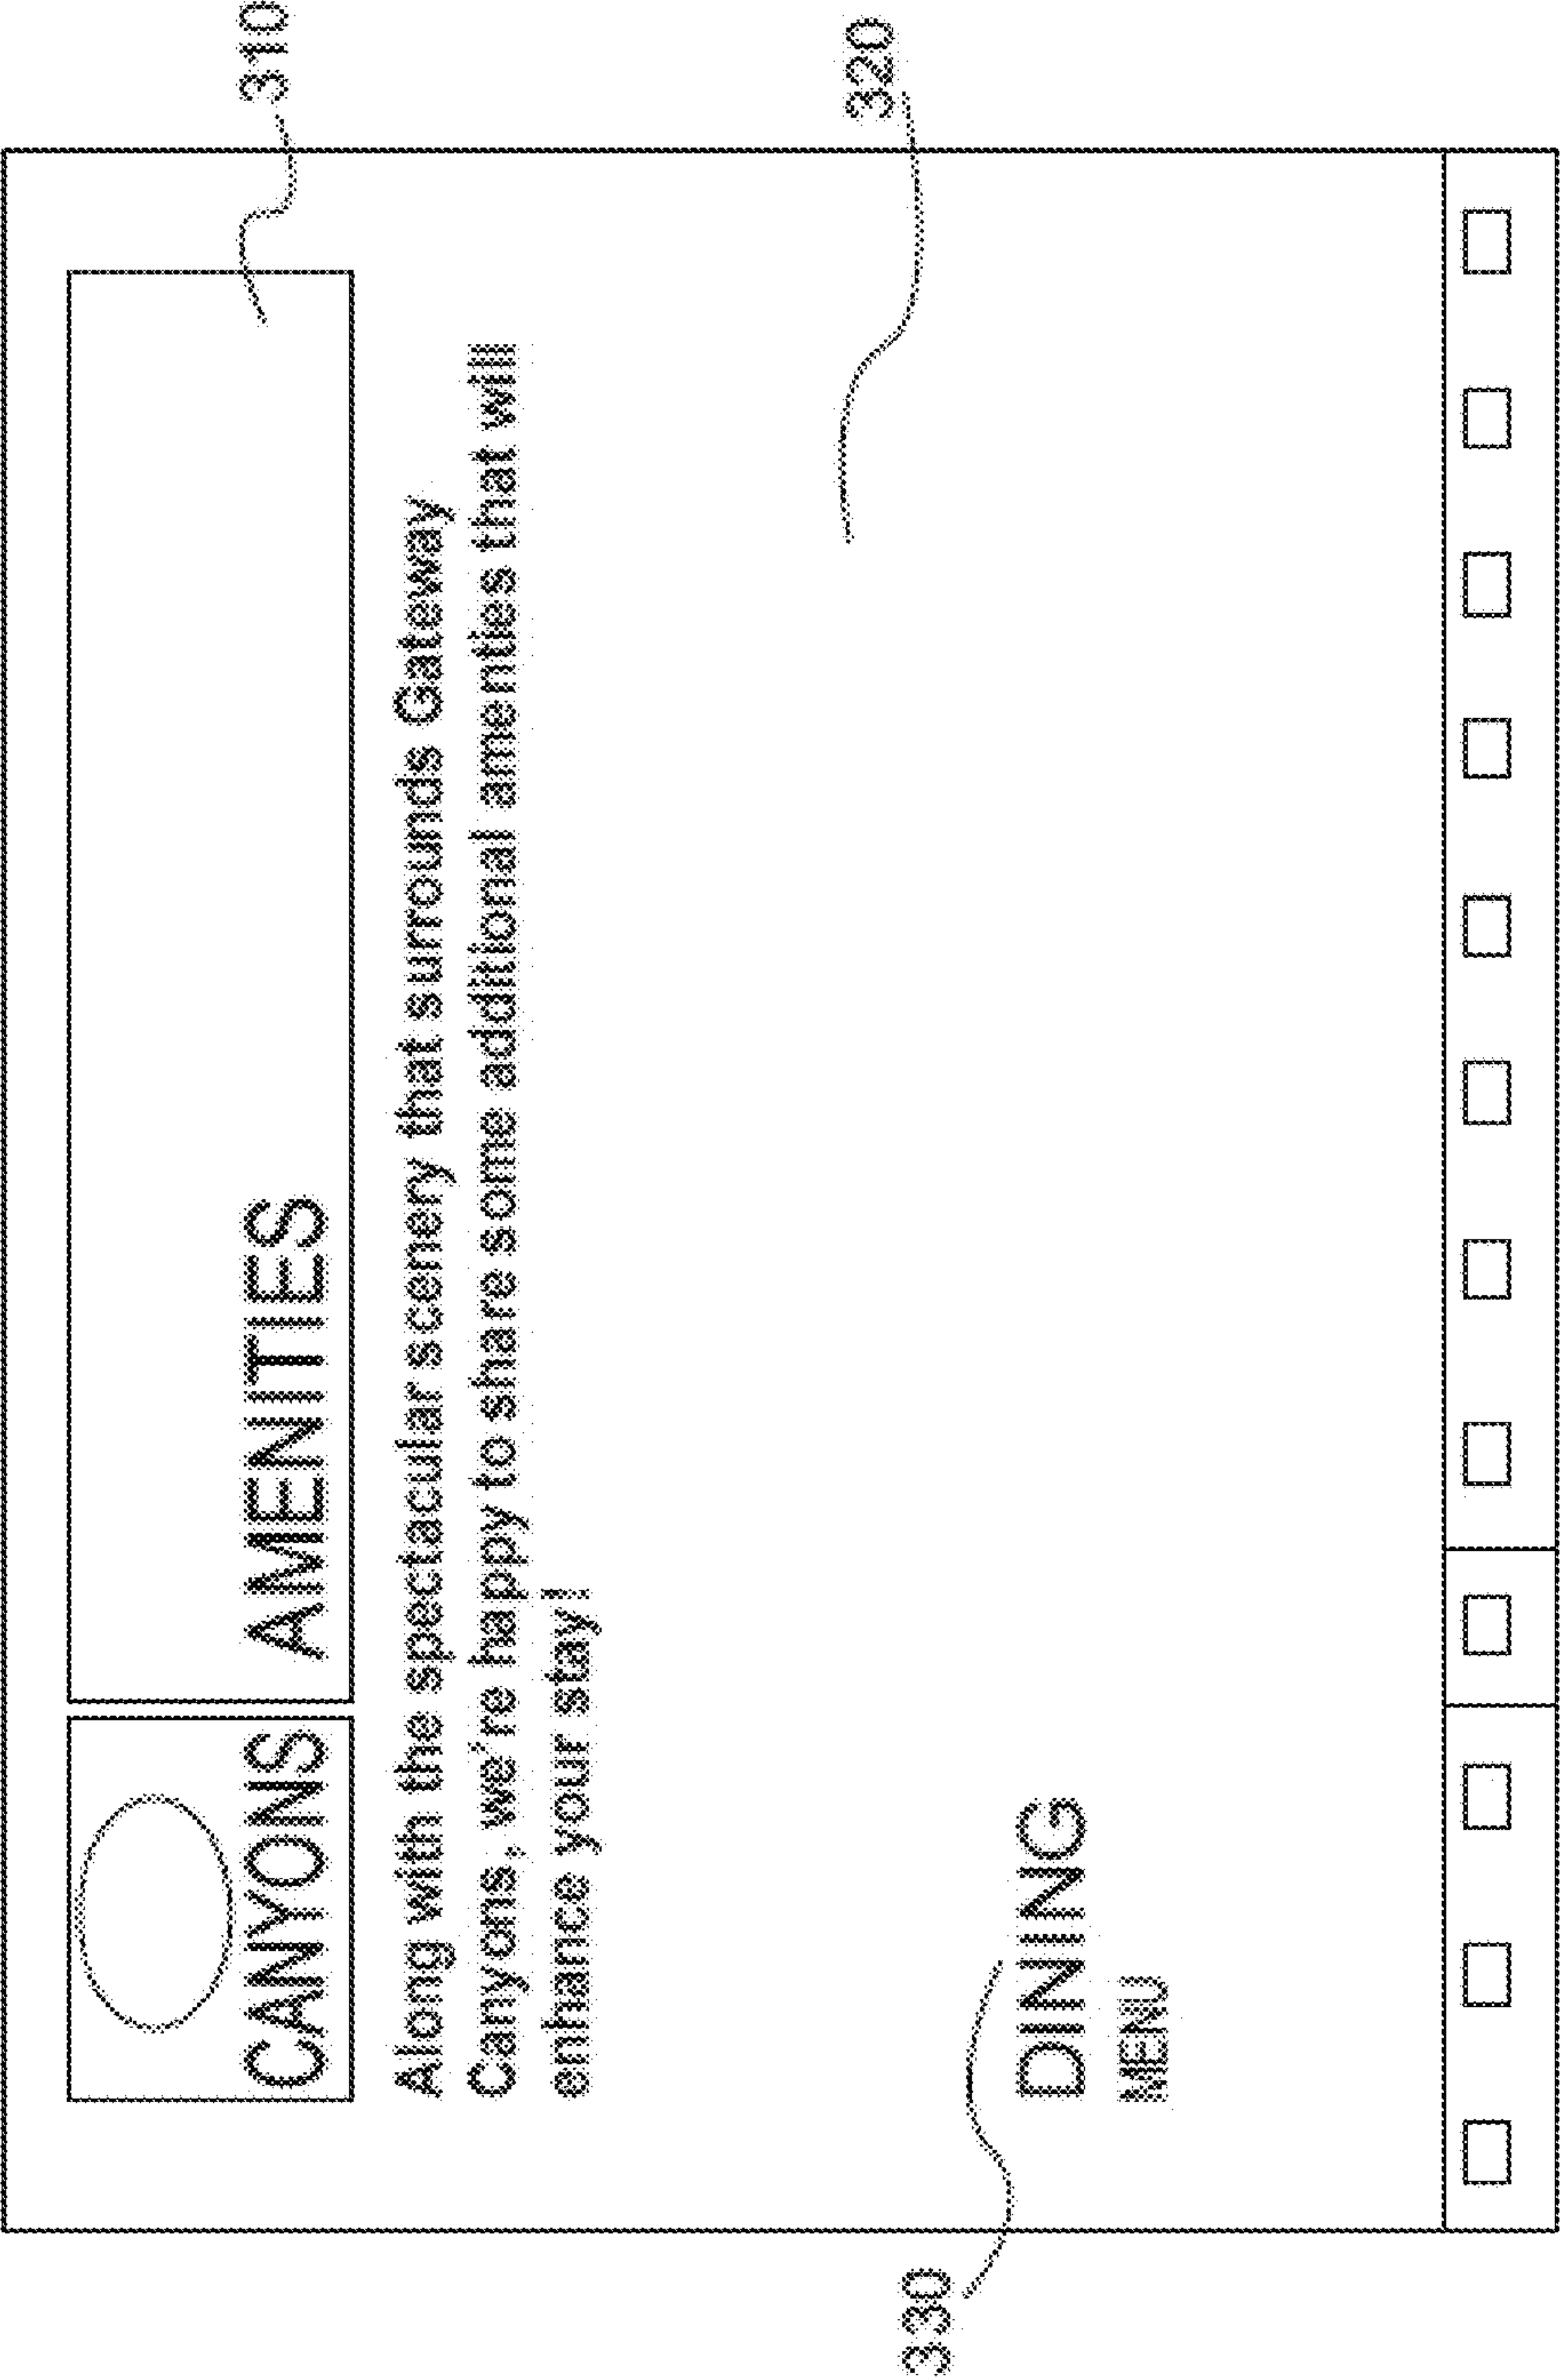 310
CANYONS
AMENITIES
Along with the spectacular scenery that surrounds Gateway
Canyons, we're happy to share some additional amenties that will
enhance your stay!
320
330
DINING
MENU